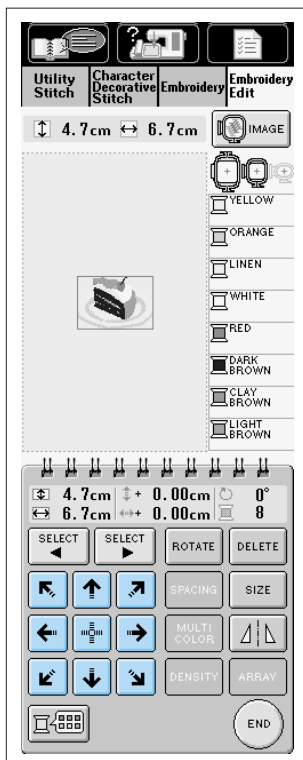 Utility Stitch
Character Decorative Stitch
Embroidery
Embroidery Edit
4.7cm 6.7cm
IMAGE
YELLOW
ORANGE
LINEN
WHITE
RED
DARK BROWN
CLAY BROWN
LIGHT BROWN
4.7cm + 0.00cm 0°
6.7cm + 0.00cm 8
SELECT SELECT ROTATE DELETE
SPACING SIZE
MULTI COLOR
DENSITY ARRAY
END